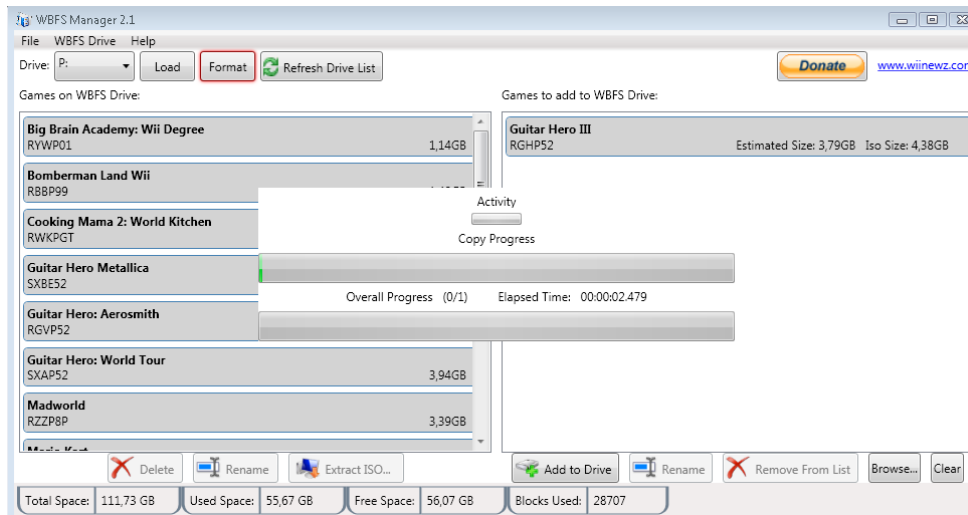 WBFS Manager 2.1
File WBFS Drive Help
Drive: P: Load Format Refresh Drive List Donate www.wiinewz.com
Games on WBFS Drive: Games to add to WBFS Drive:
Big Brain Academy: Wii Degree
RYWP01 1,14GB
Bomberman Land Wii
RBBP99
Cooking Mama 2: World Kitchen
RWKPGT
Guitar Hero Metallica
SXBE52
Guitar Hero: Aerosmith
RGVP52
Guitar Hero: World Tour
SXAP52 3,94GB
Madworld
RZZP8P 3,39GB
Mario Kart
Guitar Hero III
RGHP52 Estimated Size: 3,79GB Iso Size: 4,38GB
Activity
Copy Progress
Overall Progress (0/1) Elapsed Time: 00:00:02.479
Delete Rename Extract ISO... Add to Drive Rename Remove From List Browse... Clear
Total Space: 111,73 GB Used Space: 55,67 GB Free Space: 56,07 GB Blocks Used: 28707